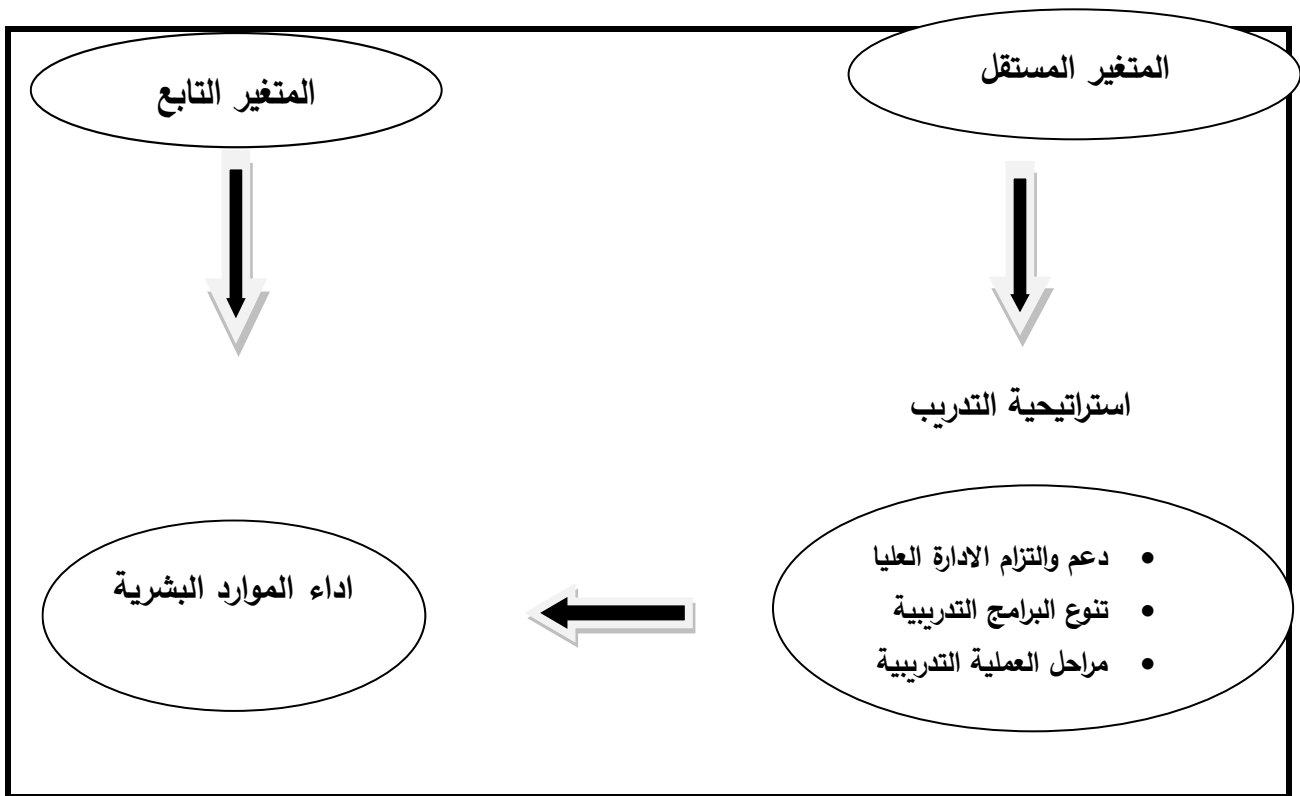 المتغير المستقل
المتغير التابع
استراتيحية التدريب
• دعم والتزام الادارة العليا
• تنوع البرامج التدريبية
• مراحل العملية التدريبية
اداء الموارد البشرية